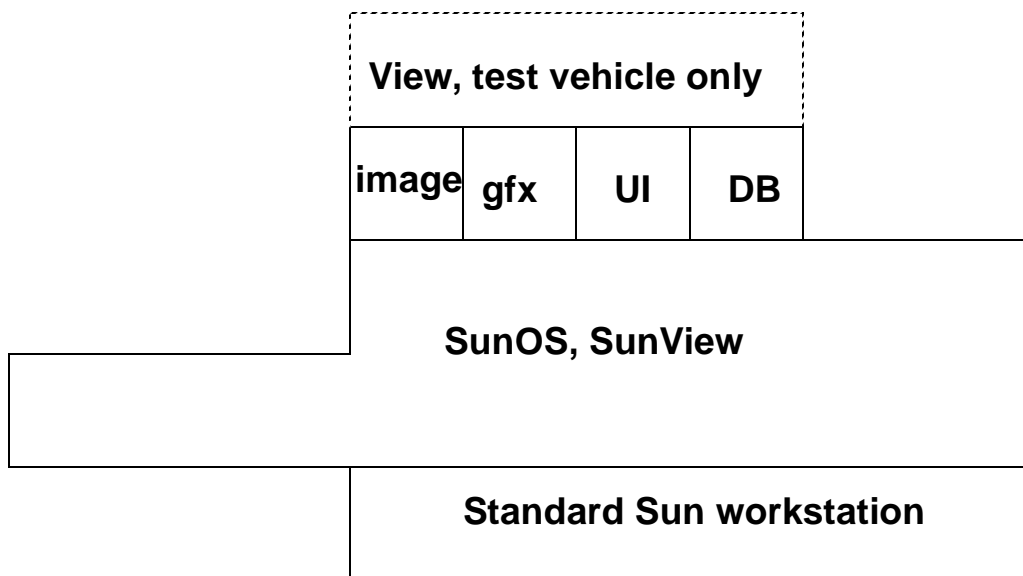 View, test vehicle only
image gfx UI DB
SunOS, SunView
Standard Sun workstation